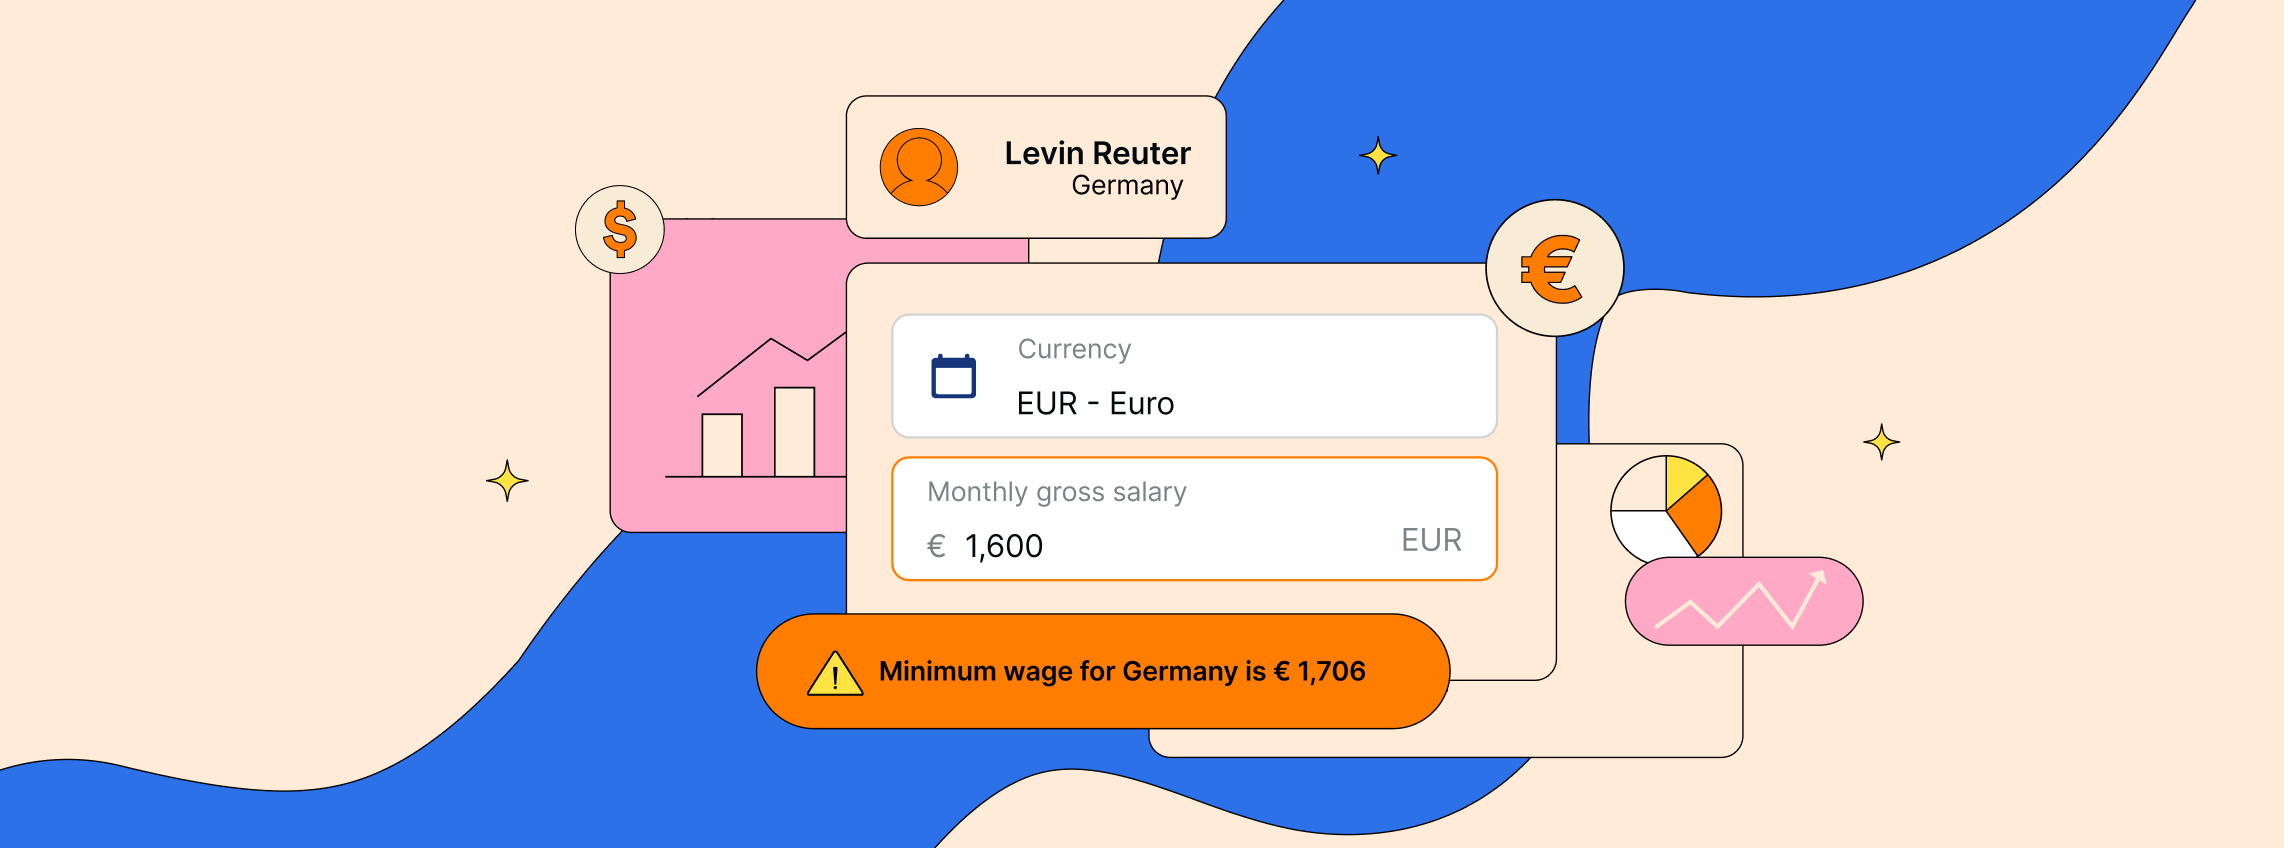 Levin Reuter
Germany
$
€
Currency
EUR - Euro
Monthly gross salary
€ 1,600 EUR
Minimum wage for Germany is € 1,706